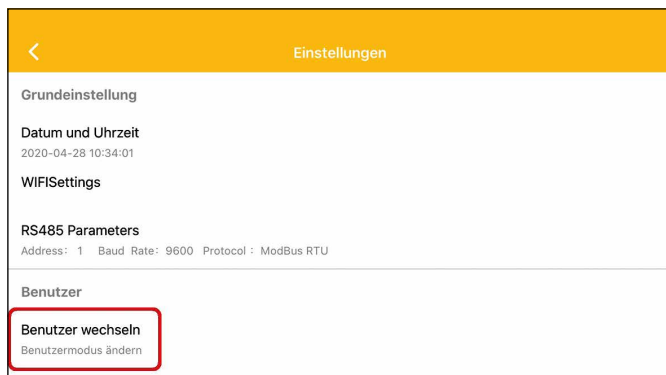 Einstellungen
Grundeinstellung
Datum und Uhrzeit
2020-04-28 10:34:01
WIFISettings
RS485 Parameters
Address: 1 Baud Rate: 9600 Protocol : ModBus RTU
Benutzer
Benutzer wechseln
Benutzermodus ändern